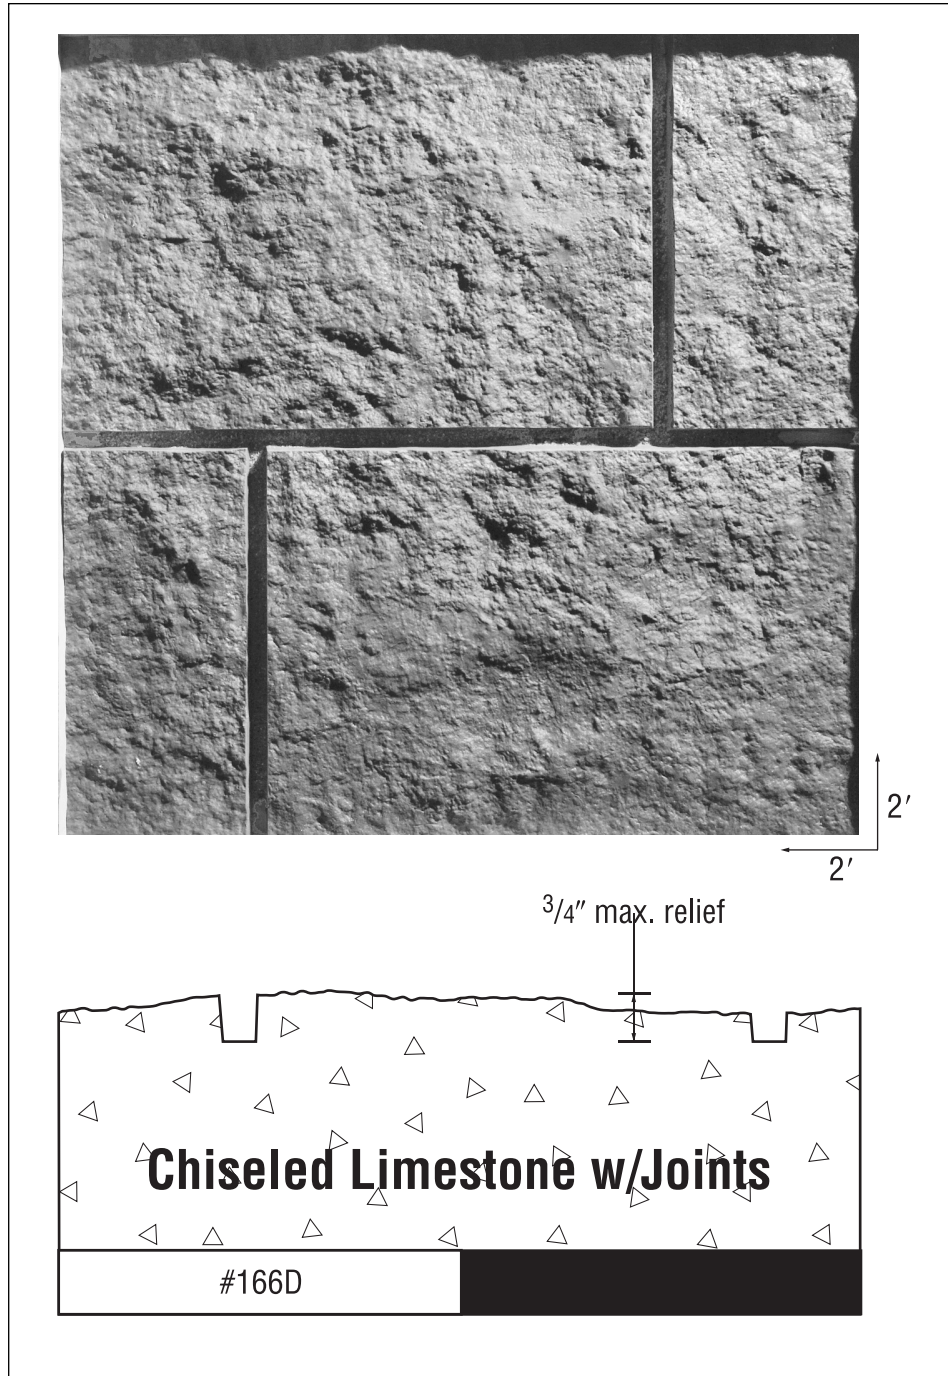 2′
2′
3/4″ max. relief
Chiseled Limestone w/Joints
#166D